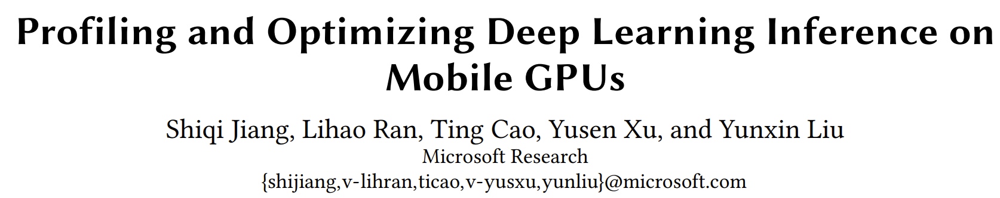 Profiling and Optimizing Deep Learning Inference on
Mobile GPUs
Shiqi Jiang, Lihao Ran, Ting Cao, Yusen Xu, and Yunxin Liu
Microsoft Research
{shijiang,v-lihran,ticao,v-yusxu,yunliu}@microsoft.com